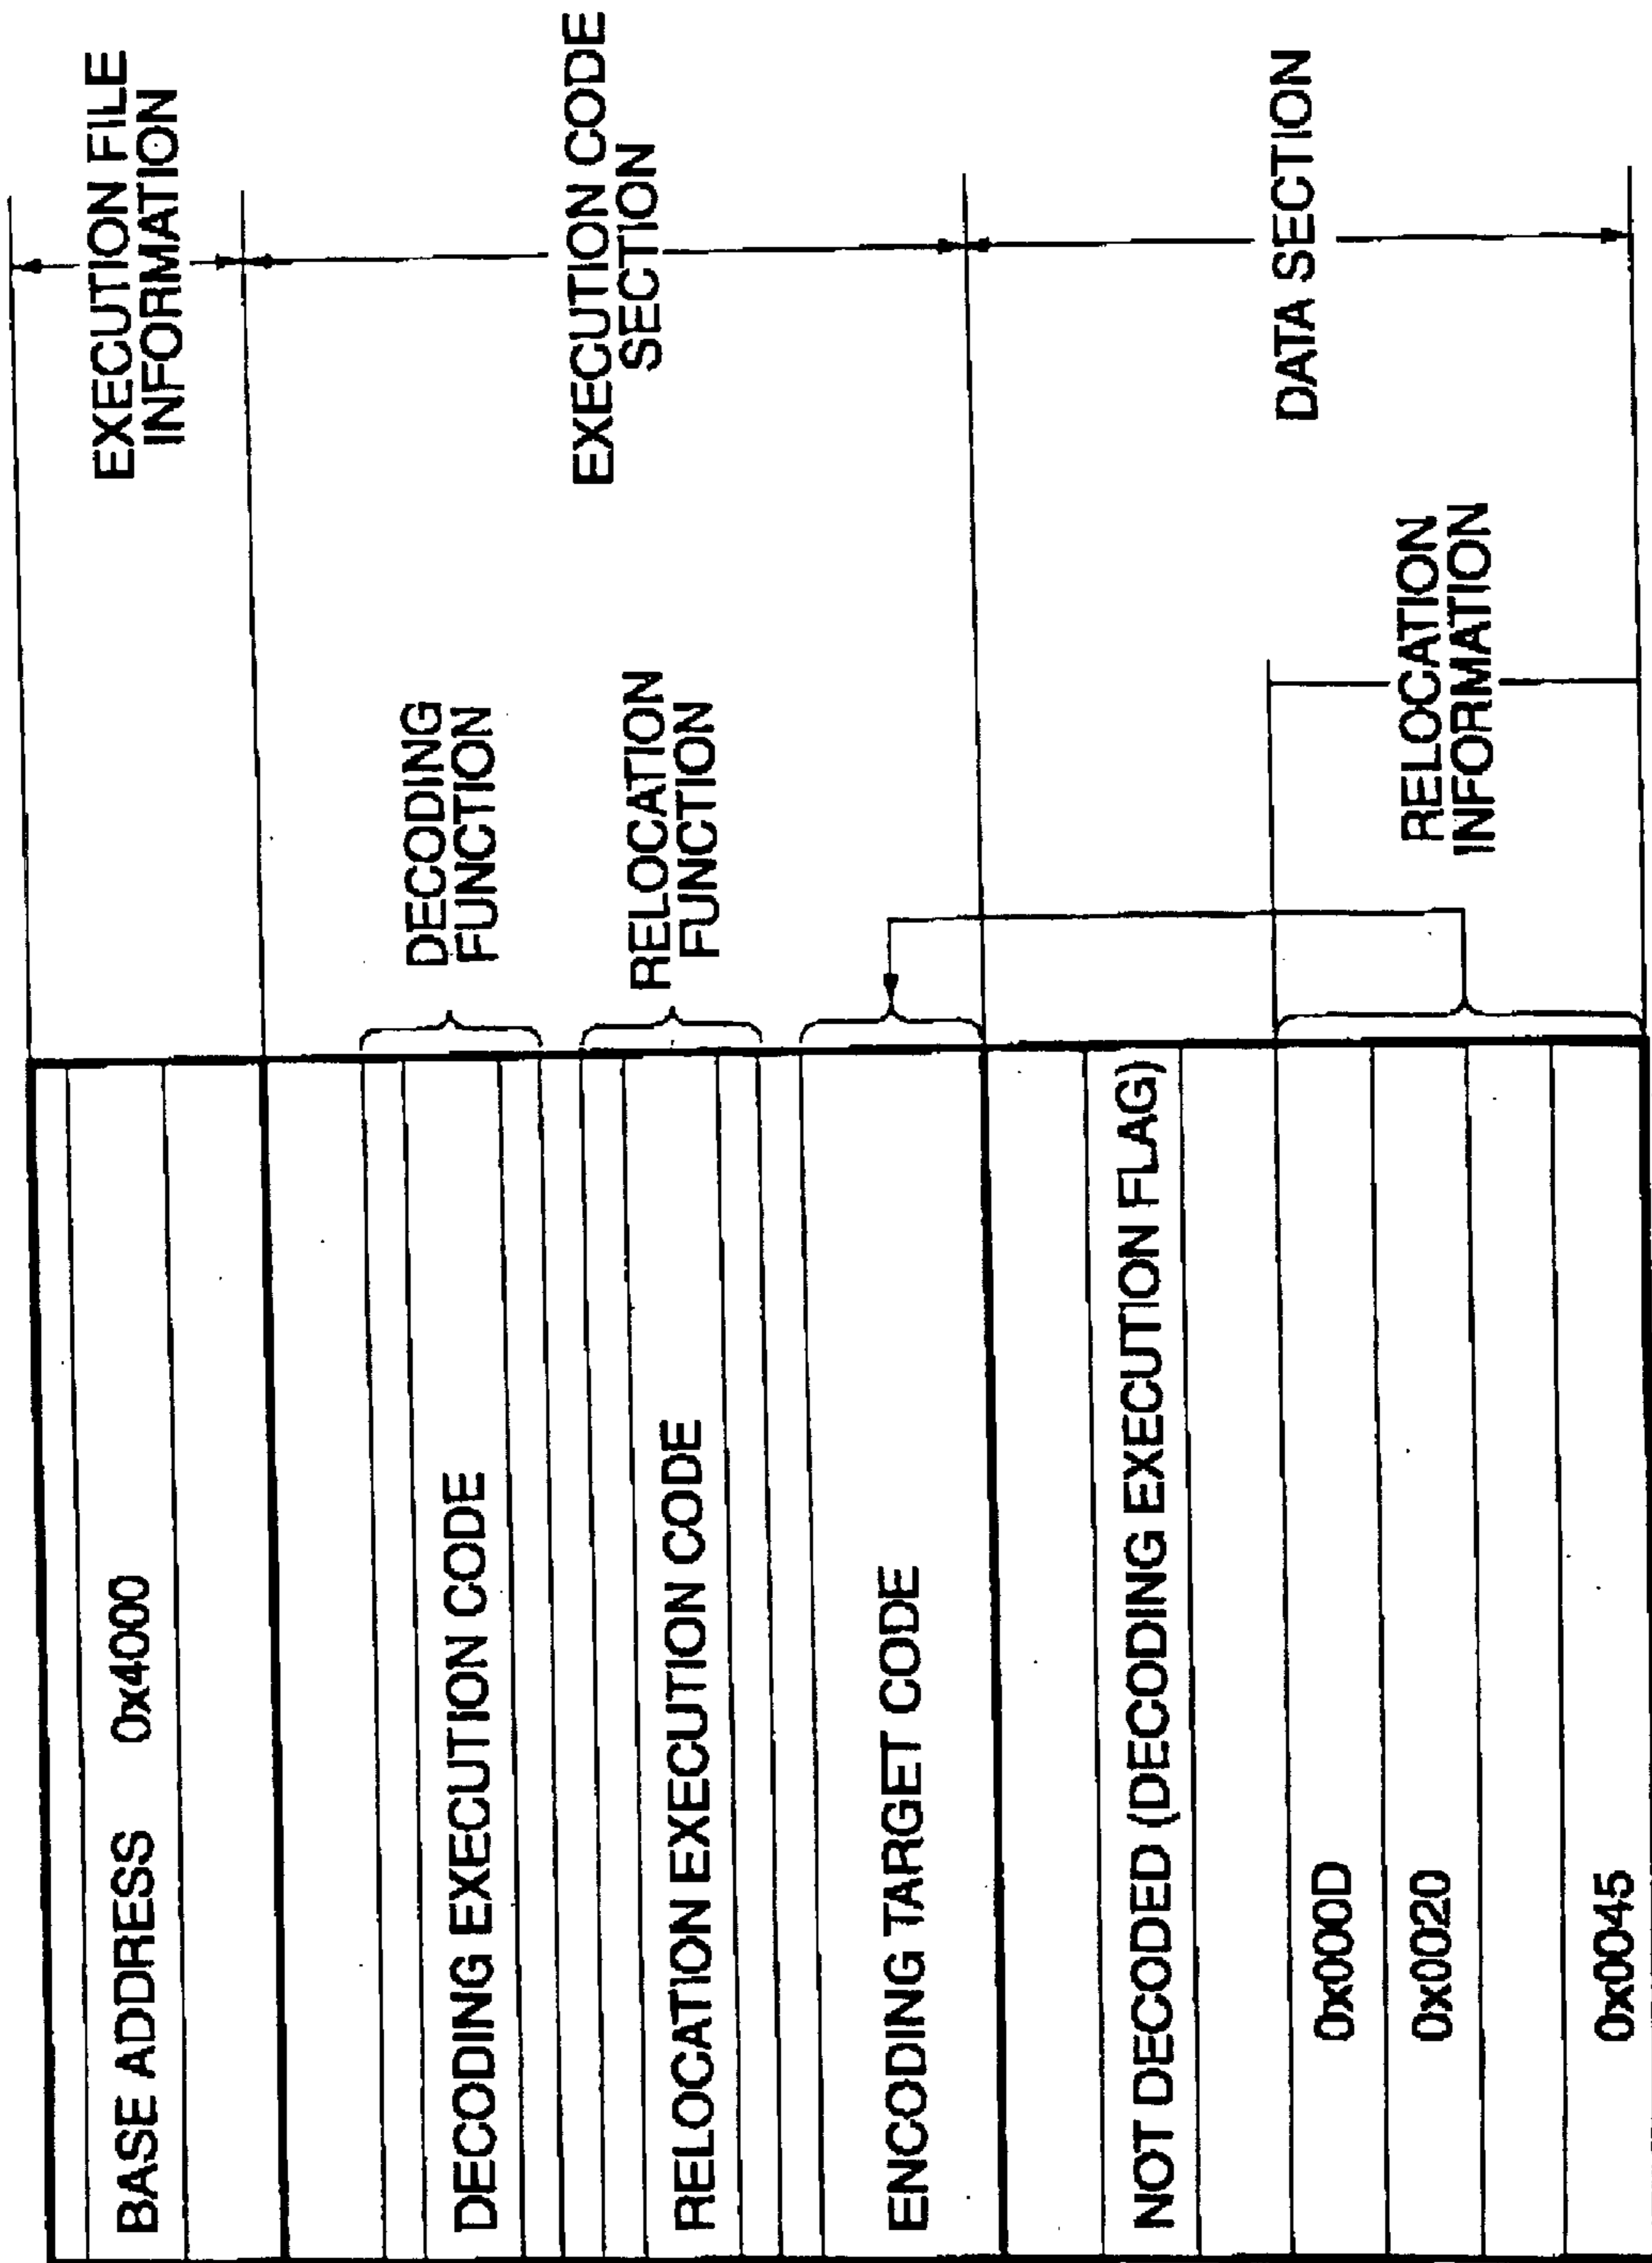 EXECUTION FILE
INFORMATION
BASE ADDRESS 0x4000
EXECUTION CODE
SECTION
DECODING
FUNCTION
DECODING EXECUTION CODE
RELOCATION
FUNCTION
RELOCATION EXECUTION CODE
ENCODING TARGET CODE
DATA SECTION
NOT DECODED (DECODING EXECUTION FLAG)
RELOCATION
INFORMATION
0x000D
0x0020
0x0045